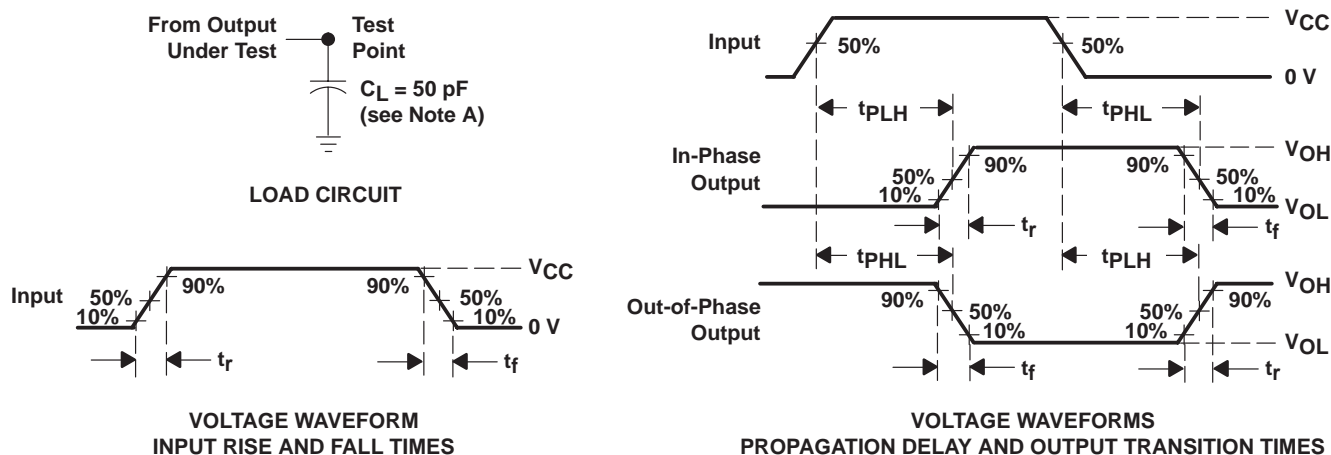 From Output
Under Test
Test
Point
CL = 50 pF
(see Note A)
LOAD CIRCUIT
Input
50%
10%
90%
90%
50%
10%
VCC
0 V
tr
tf
VOLTAGE WAVEFORM
INPUT RISE AND FALL TIMES
Input
50%
50%
VCC
0 V
tPLH
tPHL
In-Phase
Output
50%
10%
90%
90%
50%
10%
VOH
VOL
tr
tf
tPHL
tPLH
Out-of-Phase
Output
90%
50%
10%
50%
10%
90%
VOH
VOL
tf
tr
VOLTAGE WAVEFORMS
PROPAGATION DELAY AND OUTPUT TRANSITION TIMES